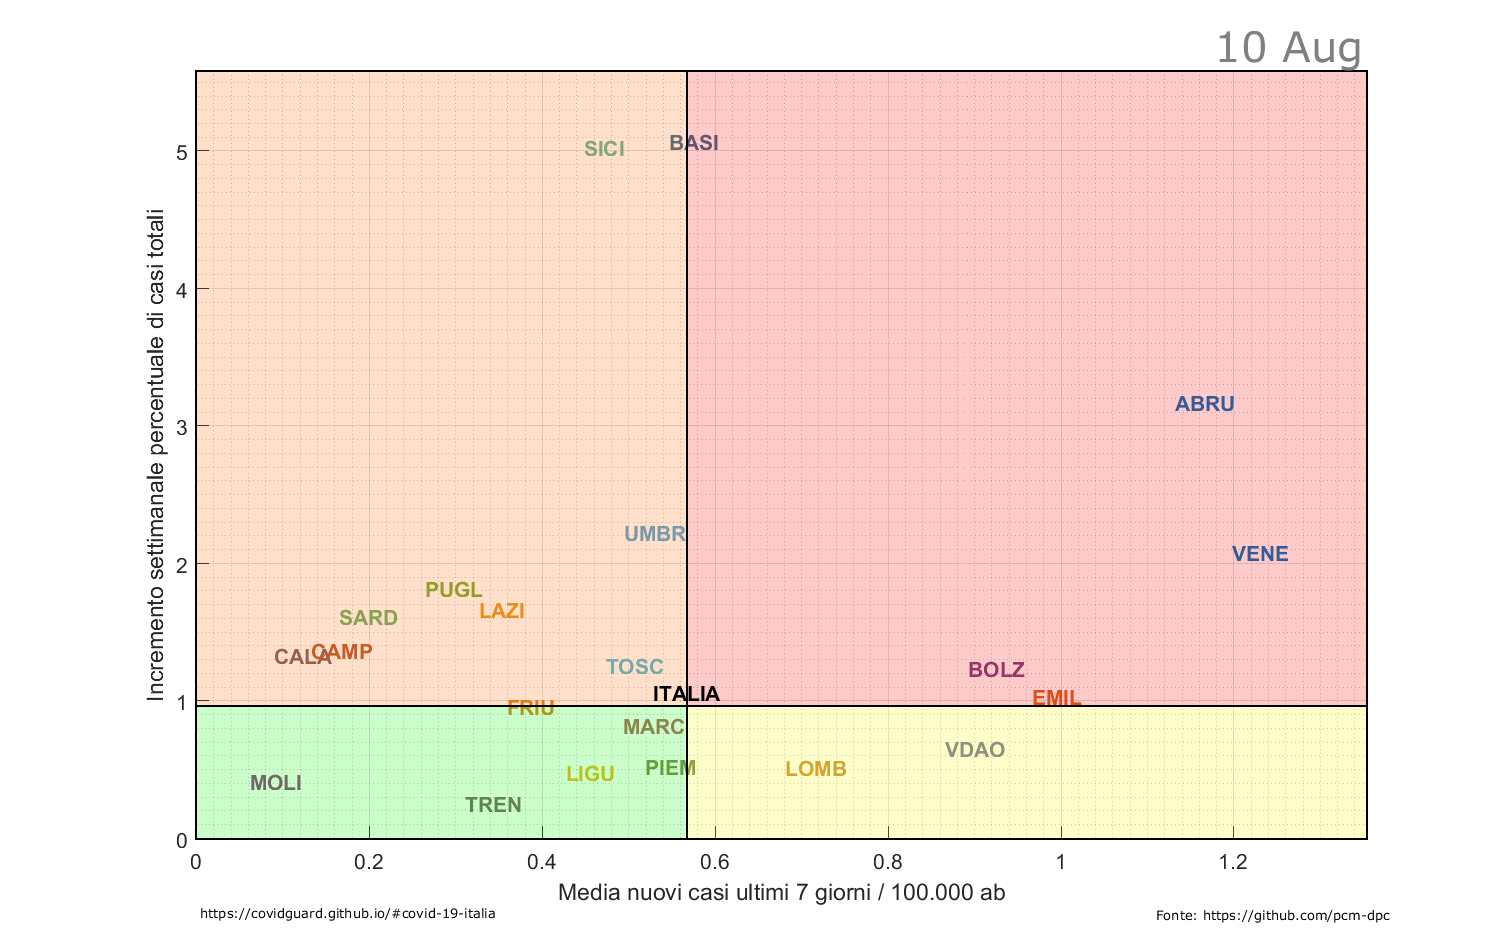 10 Aug
Incremento settimanale percentuale di casi totali
5
4
3
2
1
0
SICI
BASI
ABRU
UMBR
VENE
PUGL
LAZI
SARD
CALA
CAMP
TOSC
BOLZ
ITALIA
EMIL
FRIU
MARC
VDAO
PIEM
LOMB
LIGU
MOLI
TREN
0 0.2 0.4 0.6 0.8 1 1.2
Media nuovi casi ultimi 7 giorni / 100.000 ab
https://covidguard.github.io/#covid-19-italia
Fonte: https://github.com/pcm-dpc